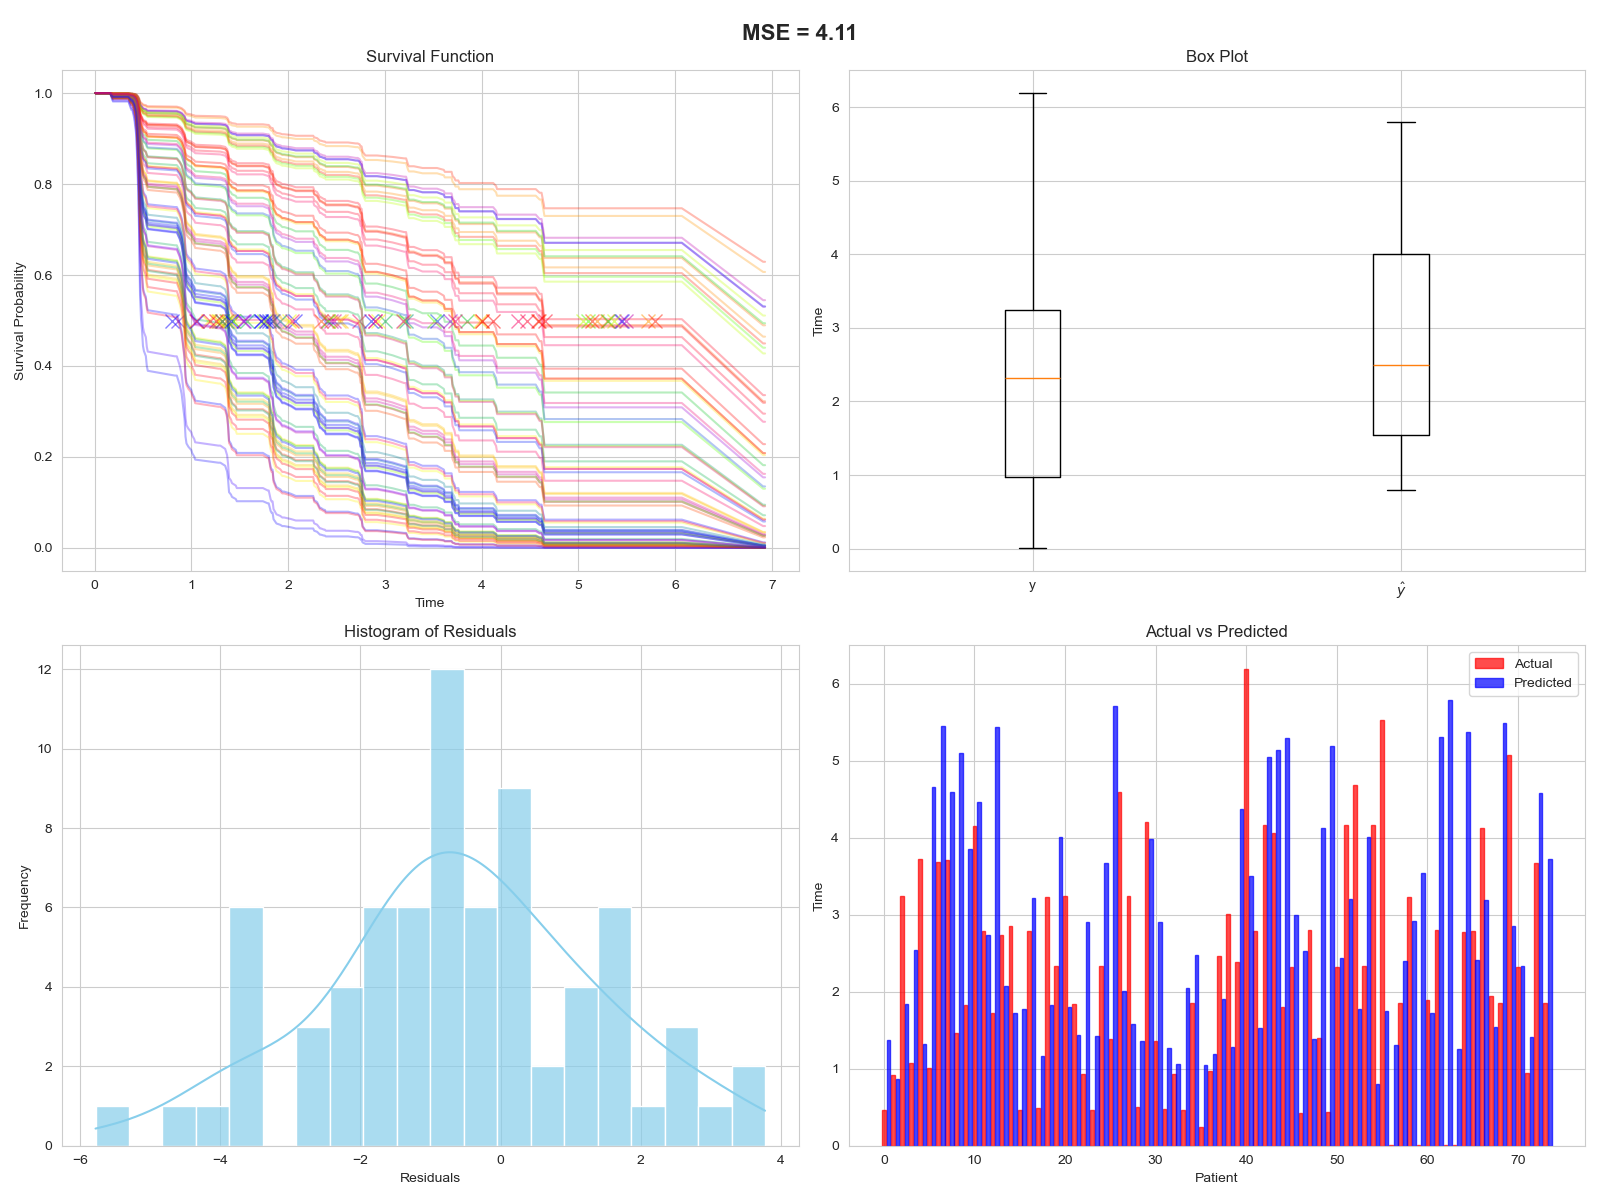 MSE = 4.11
Survival Function
Survival Probability
1.0
0.8
0.6
0.4
0.2
0.0
0 1 2 3 4 5 6 7
Time
Box Plot
Time
6
5
4
3
2
1
0
y ŷ
Histogram of Residuals
Frequency
12
10
8
6
4
2
0
−6 −4 −2 0 2 4
Residuals
Actual vs Predicted
Actual
Predicted
Time
6
5
4
3
2
1
0
0 10 20 30 40 50 60 70
Patient